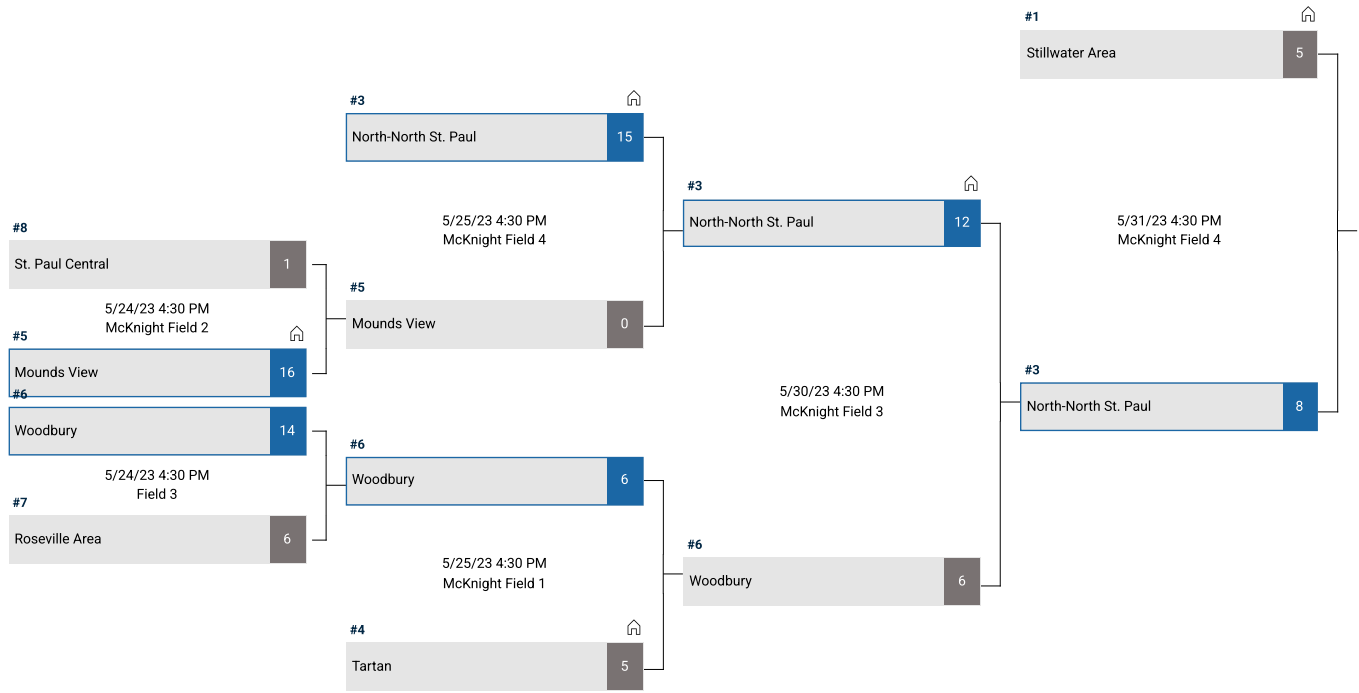 #8
St. Paul Central
1
5/24/23 4:30 PM
McKnight Field 2
#5
Mounds View
16
#6
Woodbury
14
5/24/23 4:30 PM
Field 3
#7
Roseville Area
6
#3
North-North St. Paul
15
5/25/23 4:30 PM
McKnight Field 4
#5
Mounds View
0
#6
Woodbury
6
5/25/23 4:30 PM
McKnight Field 1
#4
Tartan
5
#3
North-North St. Paul
12
5/30/23 4:30 PM
McKnight Field 3
#6
Woodbury
6
#1
Stillwater Area
5
5/31/23 4:30 PM
McKnight Field 4
#3
North-North St. Paul
8